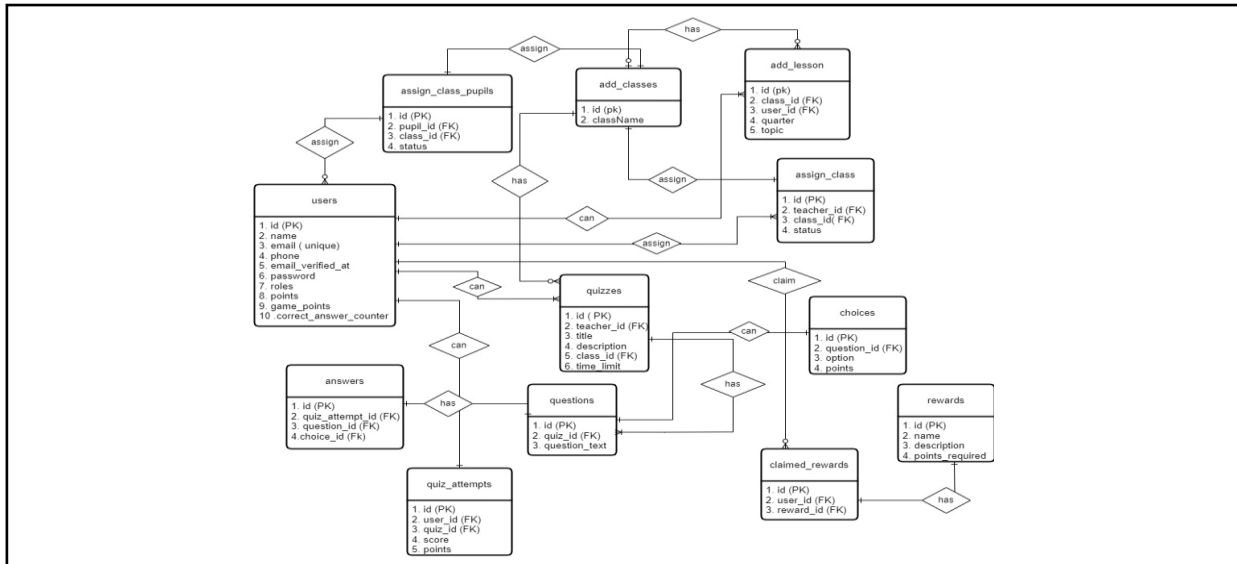 has
assign
add_lesson
1. id (pk)
2. class_id (FK)
3. user_id (FK)
4. quarter
5. topic
add_classes
1. id (pk)
2. className
assign_class_pupils
1. id (PK)
2. pupil_id (FK)
3. class_id (FK)
4. status
assign
has
assign
assign_class
1. id (PK)
2. teacher_id (FK)
3. class_id( FK)
4. status
users
1. id (PK)
2. name
3. email ( unique)
4. phone
5. email_verified_at
6. password
7. roles
8. points
9. game_points
10 .correct_answer_counter
can
assign
claim
can
quizzes
1. id ( PK)
2. teacher_id (FK)
3. title
4. description
5. class_id (FK)
6. time_limit
can
choices
1. id (PK)
2. question_id (FK)
3. option
4. points
can
has
answers
1. id (PK)
2. quiz_attempt_id (FK)
3. question_id (FK)
4.choice_id (Fk)
has
questions
1. id (PK)
2. quiz_id (FK)
3. question_text
rewards
1. id (PK)
2. name
3. description
4. points_required
claimed_rewards
1. id (PK)
2. user_id (FK)
3. reward_id (FK)
has
quiz_attempts
1. id (PK)
2. user_id (FK)
3. quiz_id (FK)
4. score
5. points